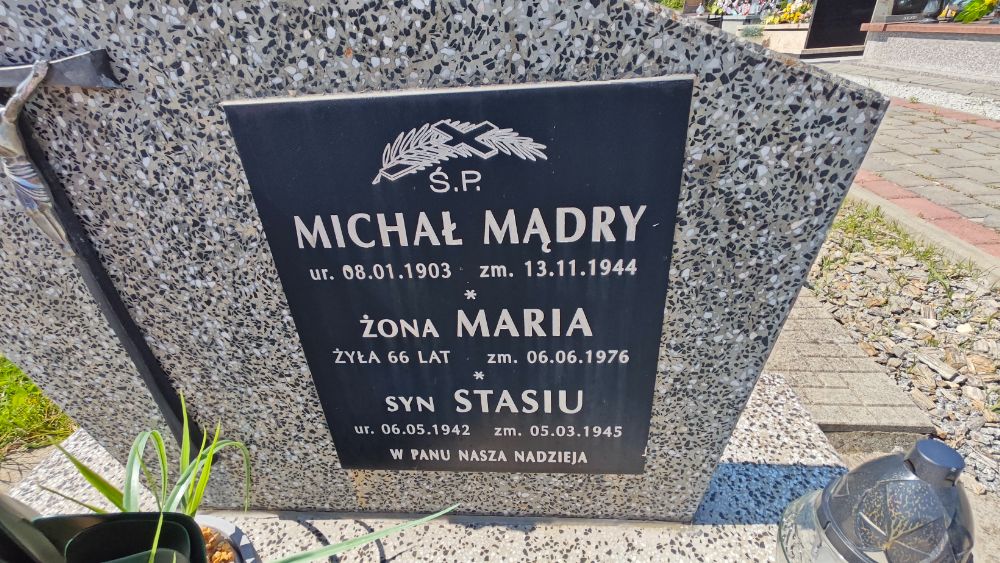 Ś.P.
MICHAŁ MĄDRY
ur. 08.01.1903 zm. 13.11.1944
*
ŻONA MARIA
ŻYŁA 66 LAT zm. 06.06.1976
*
SYN STASIU
ur. 06.05.1942 zm. 05.03.1945
W PANU NASZA NADZIEJA